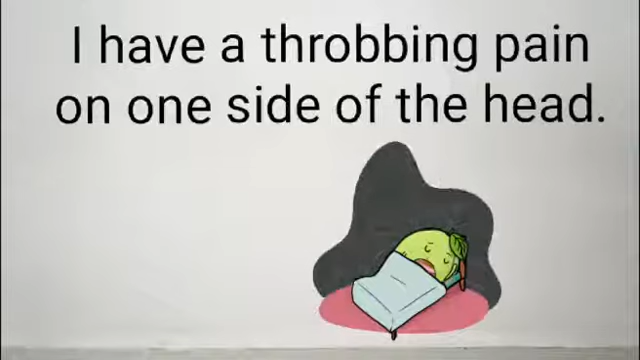 I have a throbbing pain
on one side of the head.